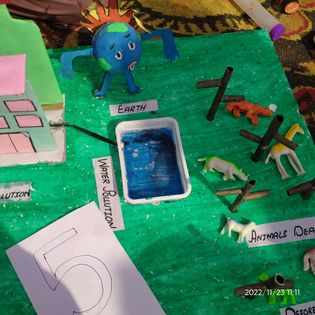 EARTH
WATER POLLUTION
LUTION
ANIMALS DEA
5
2022/11/23 11:11
DEFORE